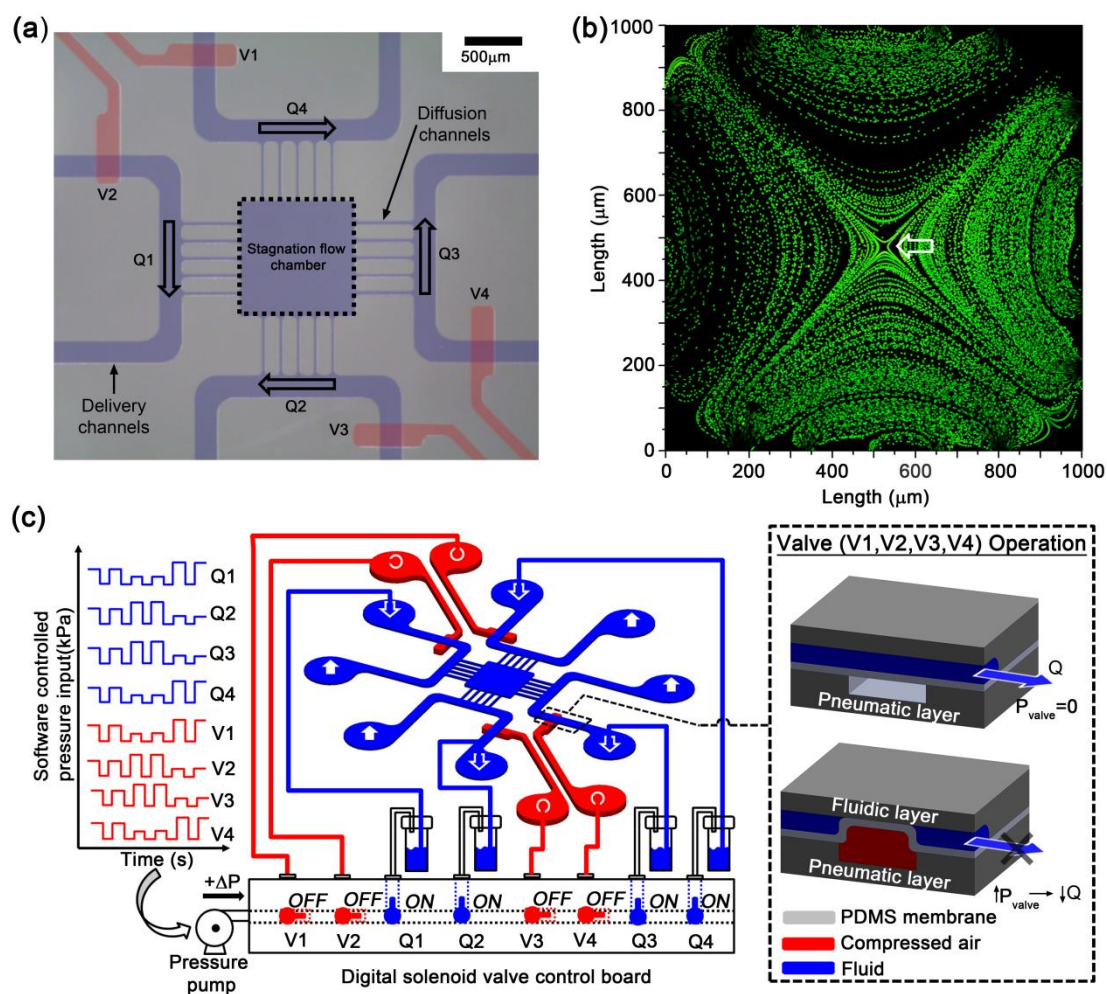 (a)
V1
500μm
Q4
Diffusion
channels
V2
Q1
Stagnation flow
chamber
Q3
V4
Delivery
channels
Q2
V3
(b)
Length (μm)
1000
800
600
400
200
0
0 200 400 600 800 1000
Length (μm)
(c)
Software controlled
pressure input(kPa)
Q1
Q2
Q3
Q4
V1
V2
V3
V4
Time (s)
+ΔP
Pressure
pump
OFF OFF ON ON OFF OFF ON ON
V1 V2 Q1 Q2 V3 V4 Q3 Q4
Digital solenoid valve control board
Valve (V1,V2,V3,V4) Operation
Q
Pneumatic layer
Pvalve=0
Fluidic layer
Pneumatic layer
↑Pvalve → ↓Q
PDMS membrane
Compressed air
Fluid